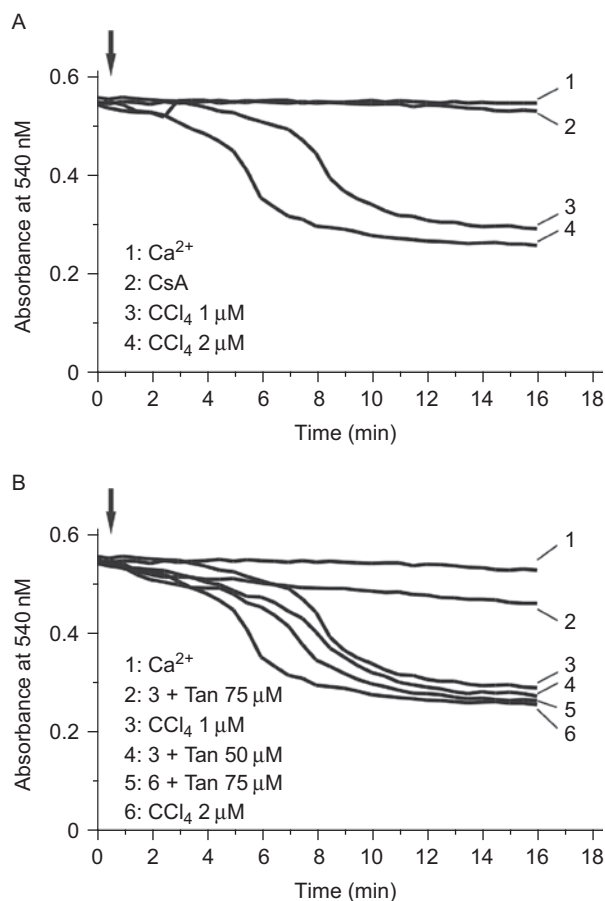 A
0.6
0.4
0.2
0
Absorbance at 540 nM
1
2
3
4
1: Ca²⁺
2: CsA
3: CCl₄ 1 μM
4: CCl₄ 2 μM
0 2 4 6 8 10 12 14 16 18
Time (min)
B
0.6
0.4
0.2
0
Absorbance at 540 nM
1
2
3
4
5
6
1: Ca²⁺
2: 3 + Tan 75 μM
3: CCl₄ 1 μM
4: 3 + Tan 50 μM
5: 6 + Tan 75 μM
6: CCl₄ 2 μM
0 2 4 6 8 10 12 14 16 18
Time (min)